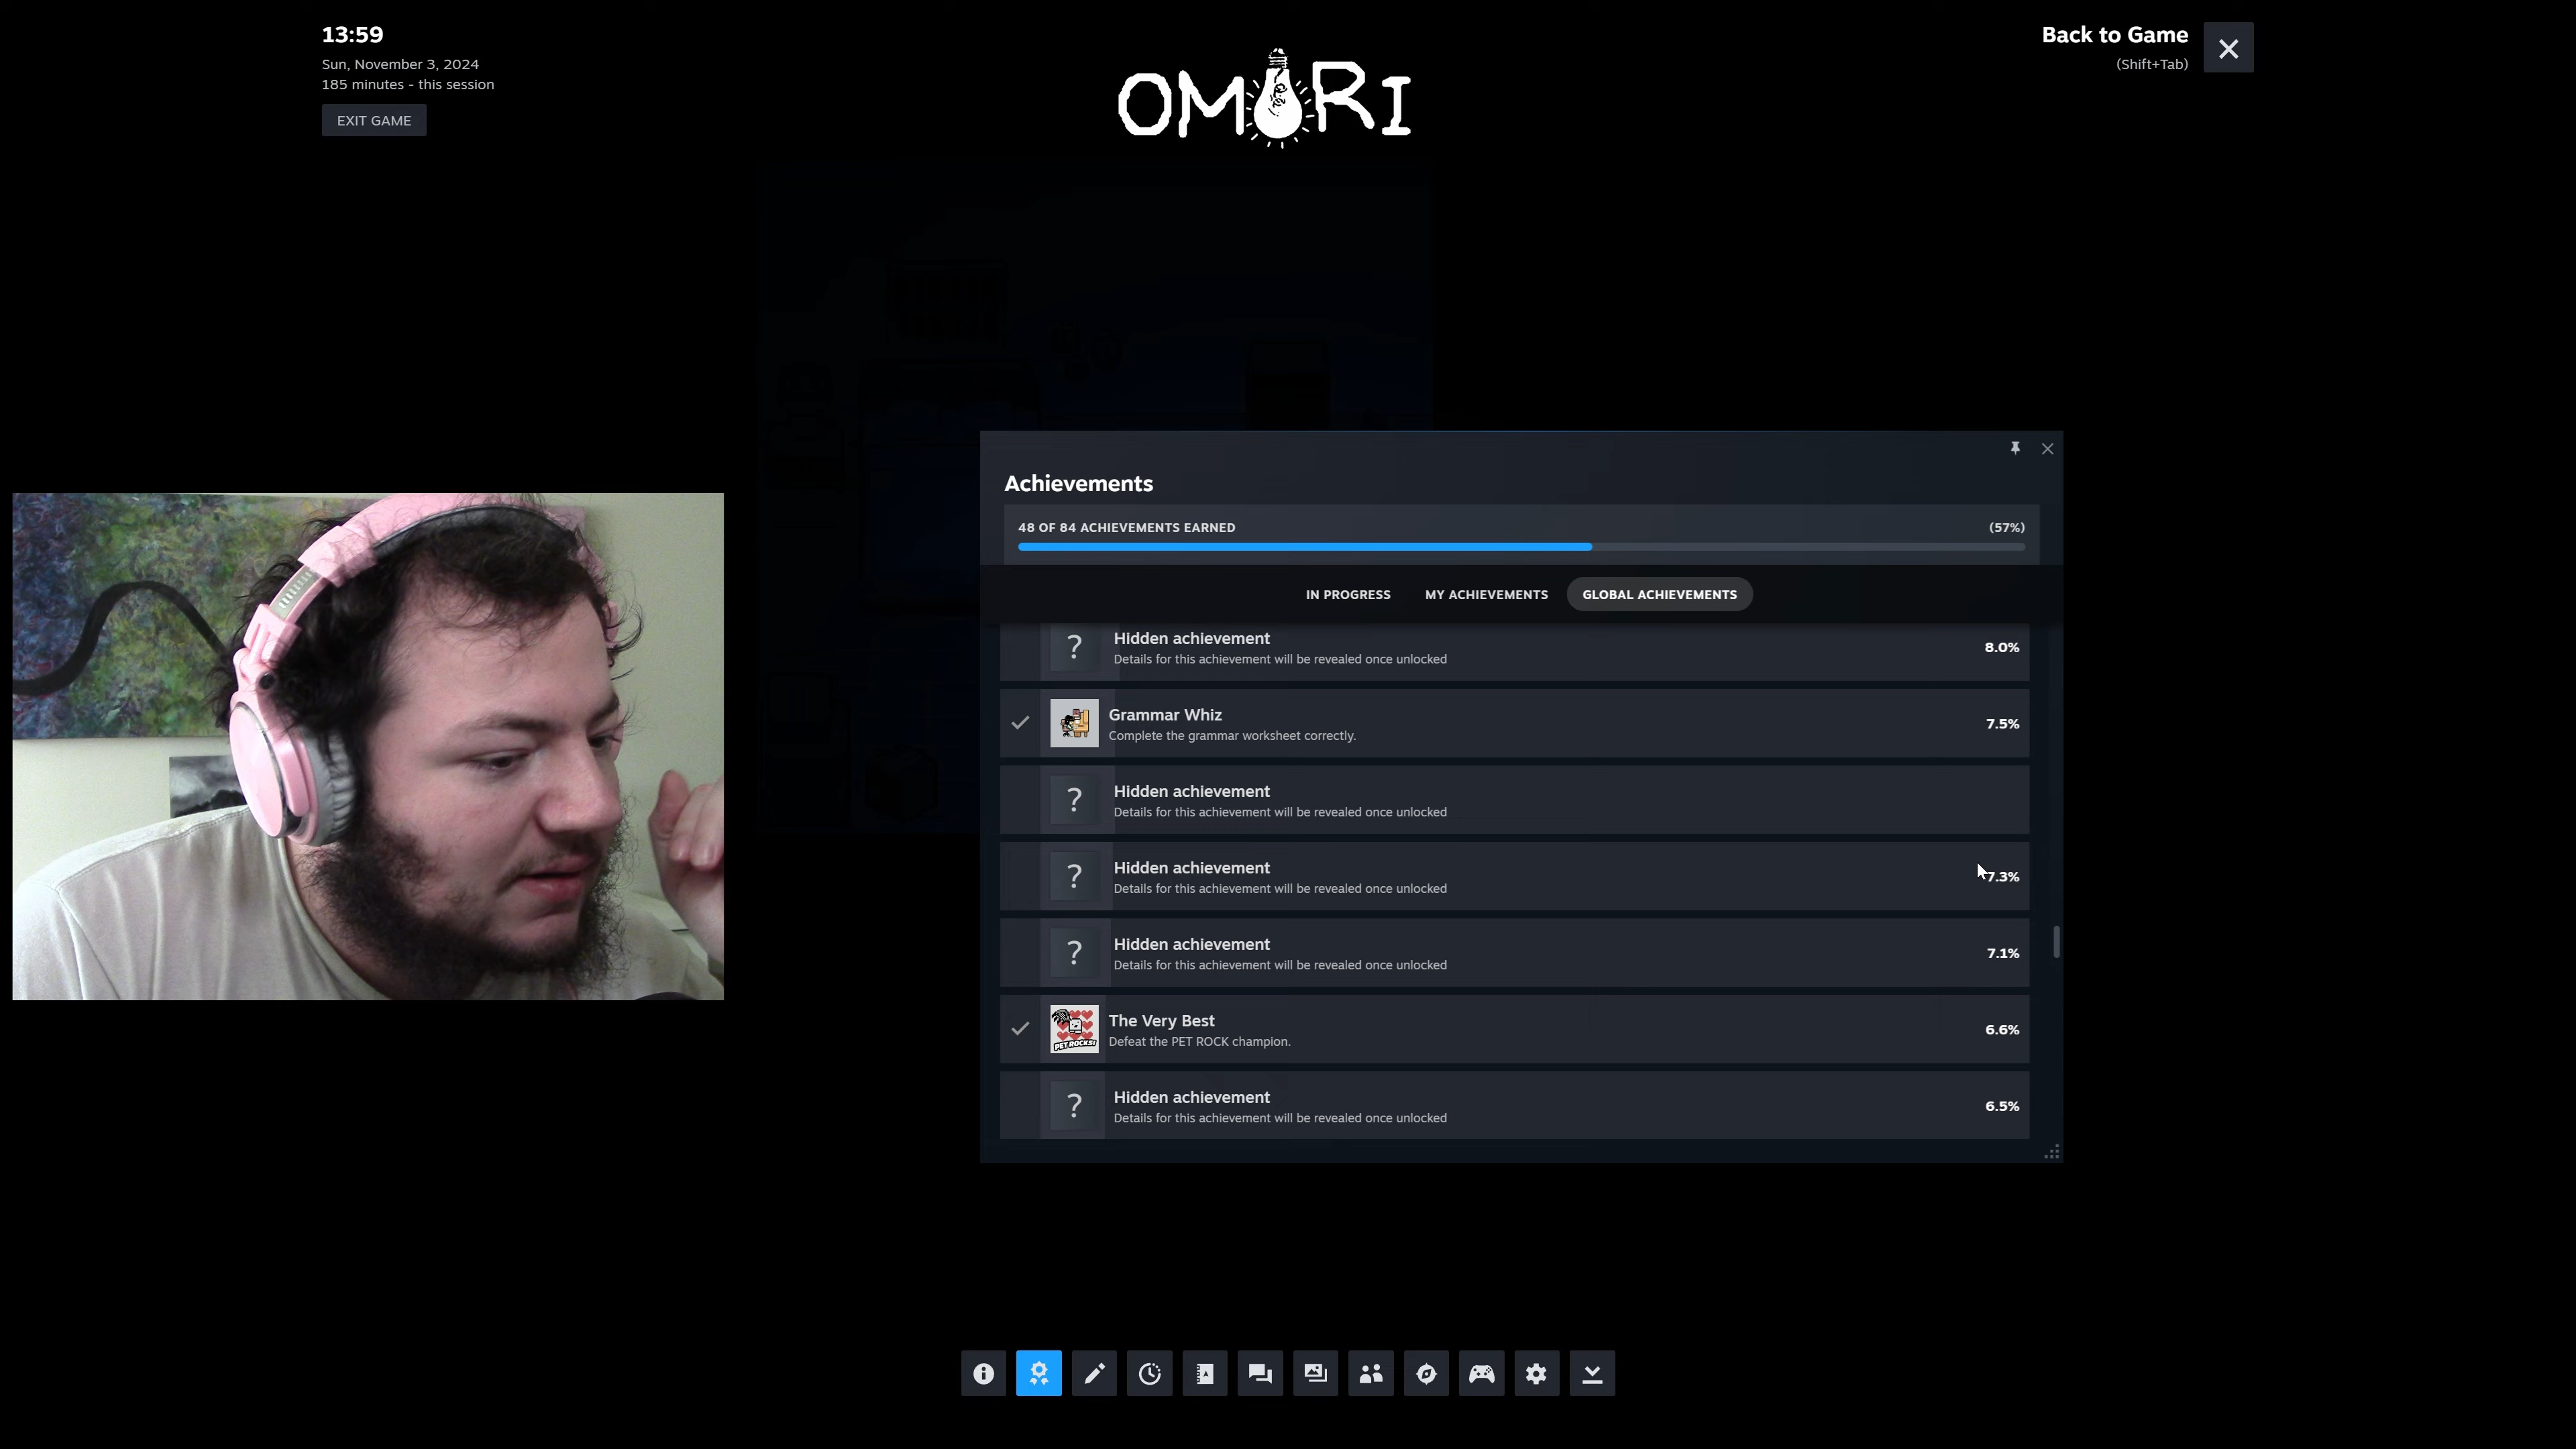 13:59
Sun, November 3, 2024
185 minutes - this session
EXIT GAME
OMORI
Back to Game
(Shift+Tab)
Achievements
48 OF 84 ACHIEVEMENTS EARNED (57%)
IN PROGRESS MY ACHIEVEMENTS GLOBAL ACHIEVEMENTS
? Hidden achievement
Details for this achievement will be revealed once unlocked
8.0%
Grammar Whiz
Complete the grammar worksheet correctly.
7.5%
? Hidden achievement
Details for this achievement will be revealed once unlocked
? Hidden achievement
Details for this achievement will be revealed once unlocked
7.3%
? Hidden achievement
Details for this achievement will be revealed once unlocked
7.1%
PET ROCKS!
The Very Best
Defeat the PET ROCK champion.
6.6%
? Hidden achievement
Details for this achievement will be revealed once unlocked
6.5%